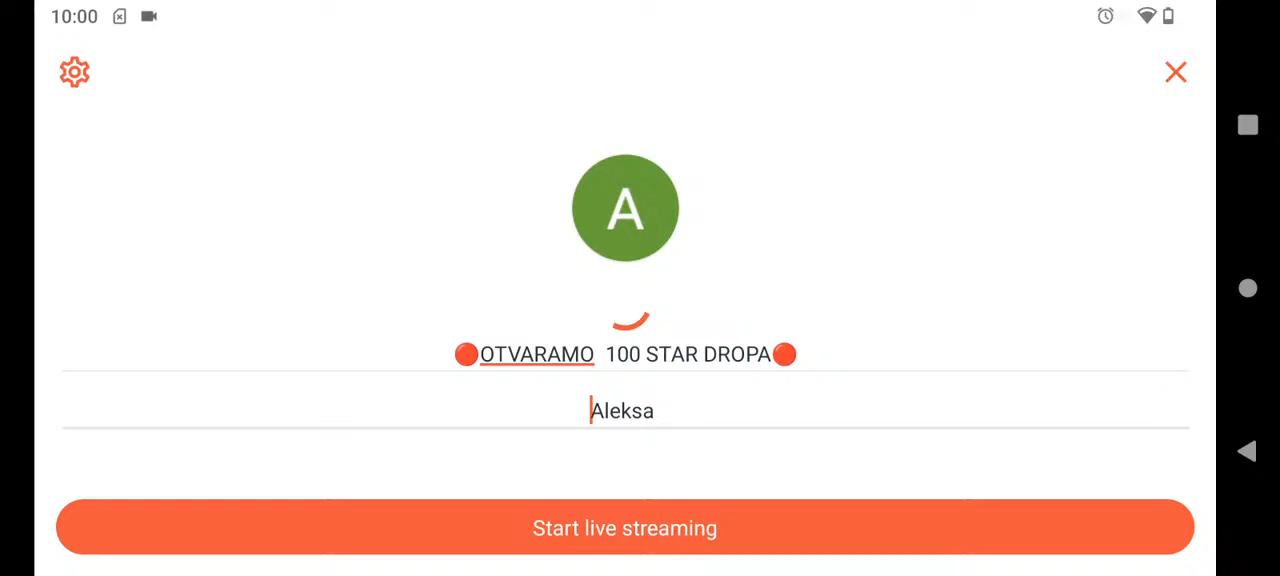 10:00
A
🔴OTVARAMO 100 STAR DROPA🔴
Aleksa
Start live streaming